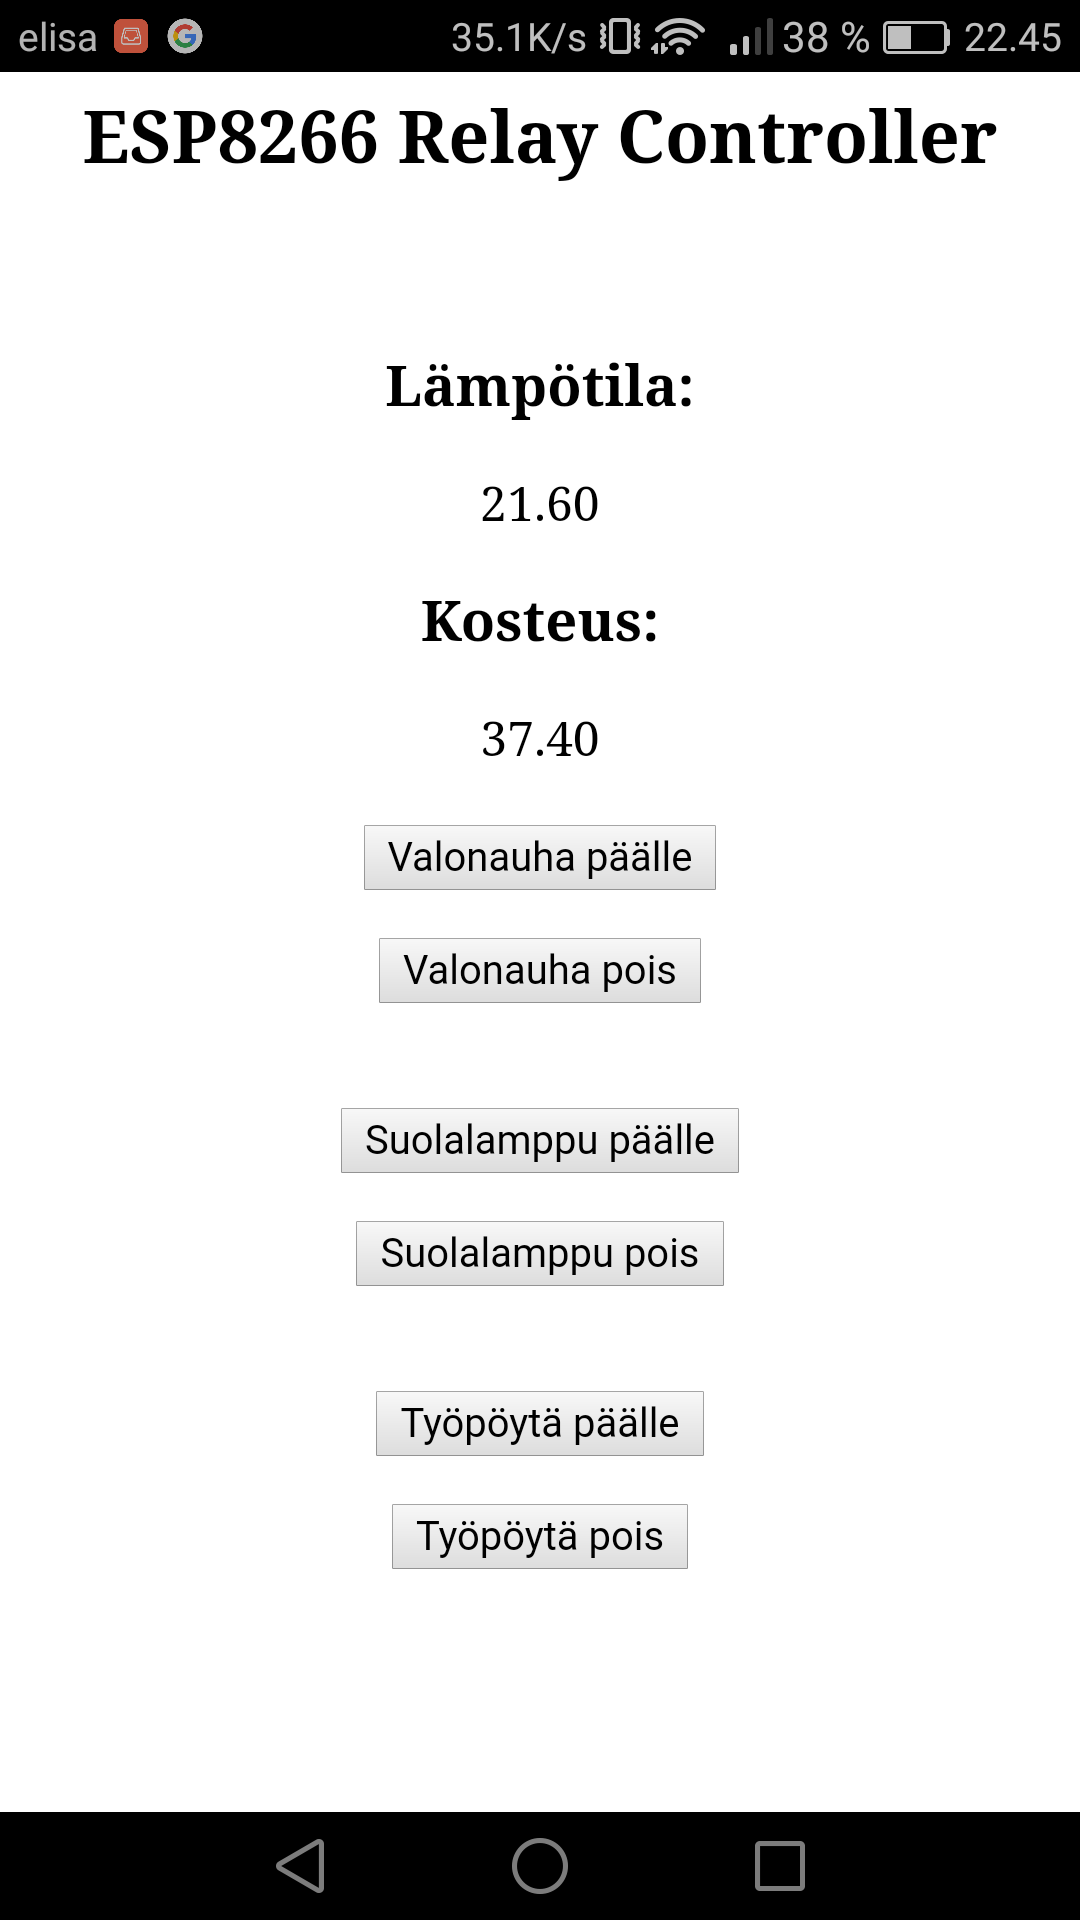 elisa 35.1K/s 38 % 22.45
ESP8266 Relay Controller
Lämpötila:
21.60
Kosteus:
37.40
Valonauha päälle
Valonauha pois
Suolalamppu päälle
Suolalamppu pois
Työpöytä päälle
Työpöytä pois